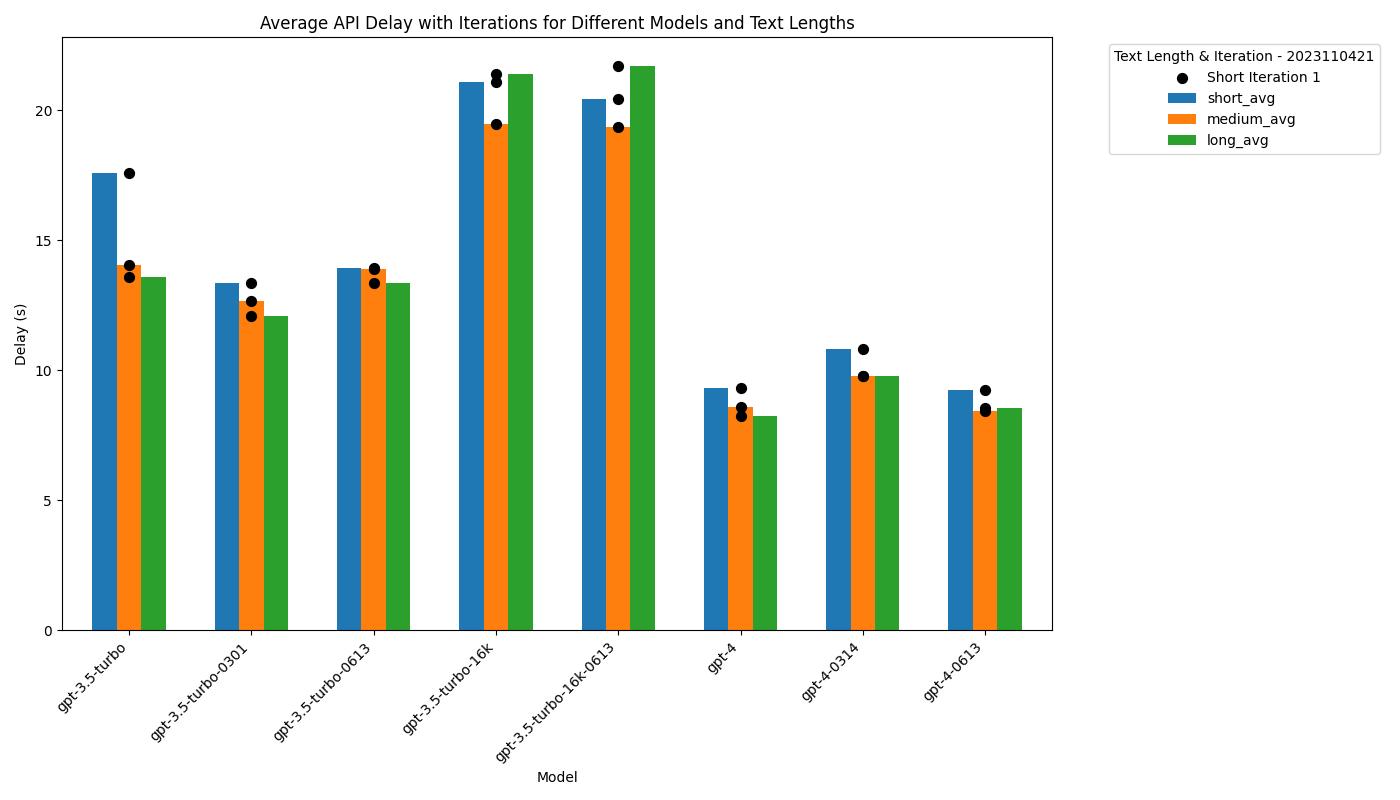 Average API Delay with Iterations for Different Models and Text Lengths
Text Length & Iteration - 2023110421
Short Iteration 1
short_avg
medium_avg
long_avg
Delay (s)
20
15
10
5
0
gpt-3.5-turbo
gpt-3.5-turbo-0301
gpt-3.5-turbo-0613
gpt-3.5-turbo-16k
gpt-3.5-turbo-16k-0613
gpt-4
gpt-4-0314
gpt-4-0613
Model